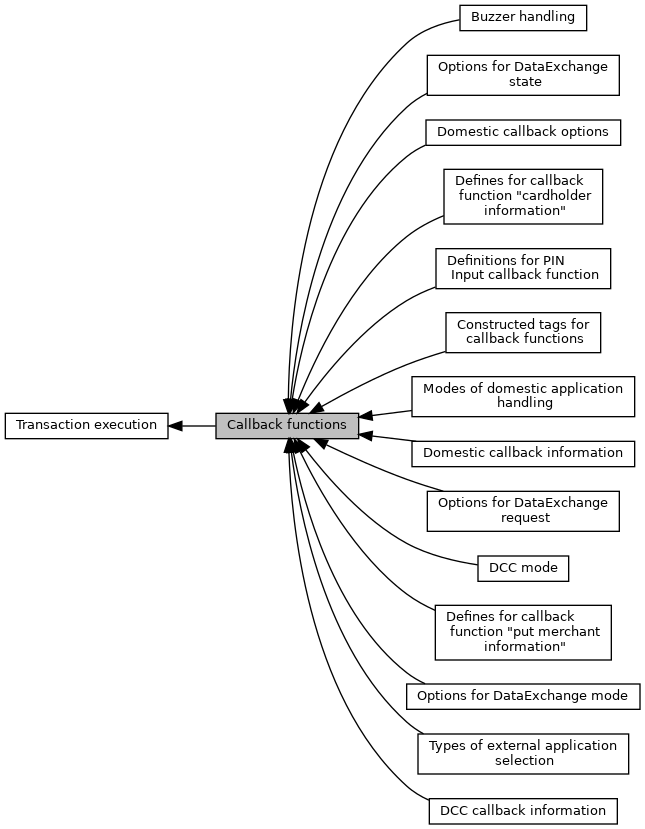 Buzzer handling
Options for DataExchange
state
Domestic callback options
Defines for callback
function "cardholder
information"
Definitions for PIN
Input callback function
Constructed tags for
callback functions
Modes of domestic application
handling
Transaction execution
Callback functions
Domestic callback information
Options for DataExchange
request
DCC mode
Defines for callback
function "put merchant
information"
Options for DataExchange mode
Types of external application
selection
DCC callback information